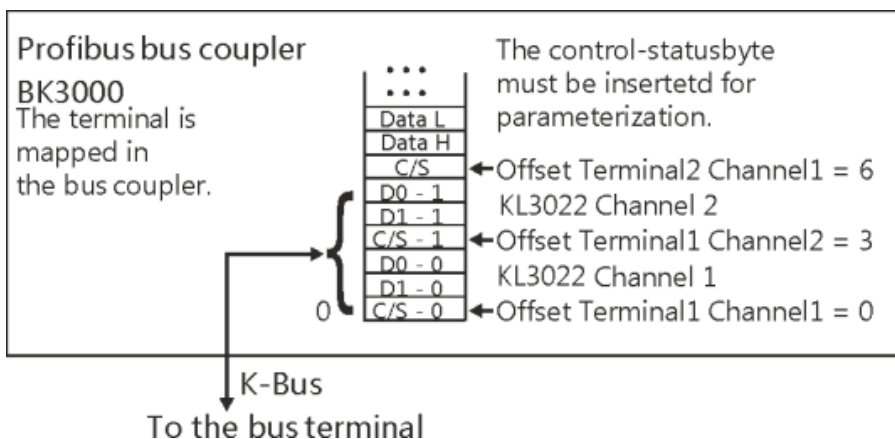 Profibus bus coupler
BK3000
The terminal is
mapped in
the bus coupler.
The control-statusbyte
must be insertetd for
parameterization.
Data L
Data H
C/S
Offset Terminal2 Channel1 = 6
D0 - 1
KL3022 Channel 2
D1 - 1
C/S - 1
Offset Terminal1 Channel2 = 3
D0 - 0
KL3022 Channel 1
D1 - 0
0
C/S - 0
Offset Terminal1 Channel1 = 0
K-Bus
To the bus terminal